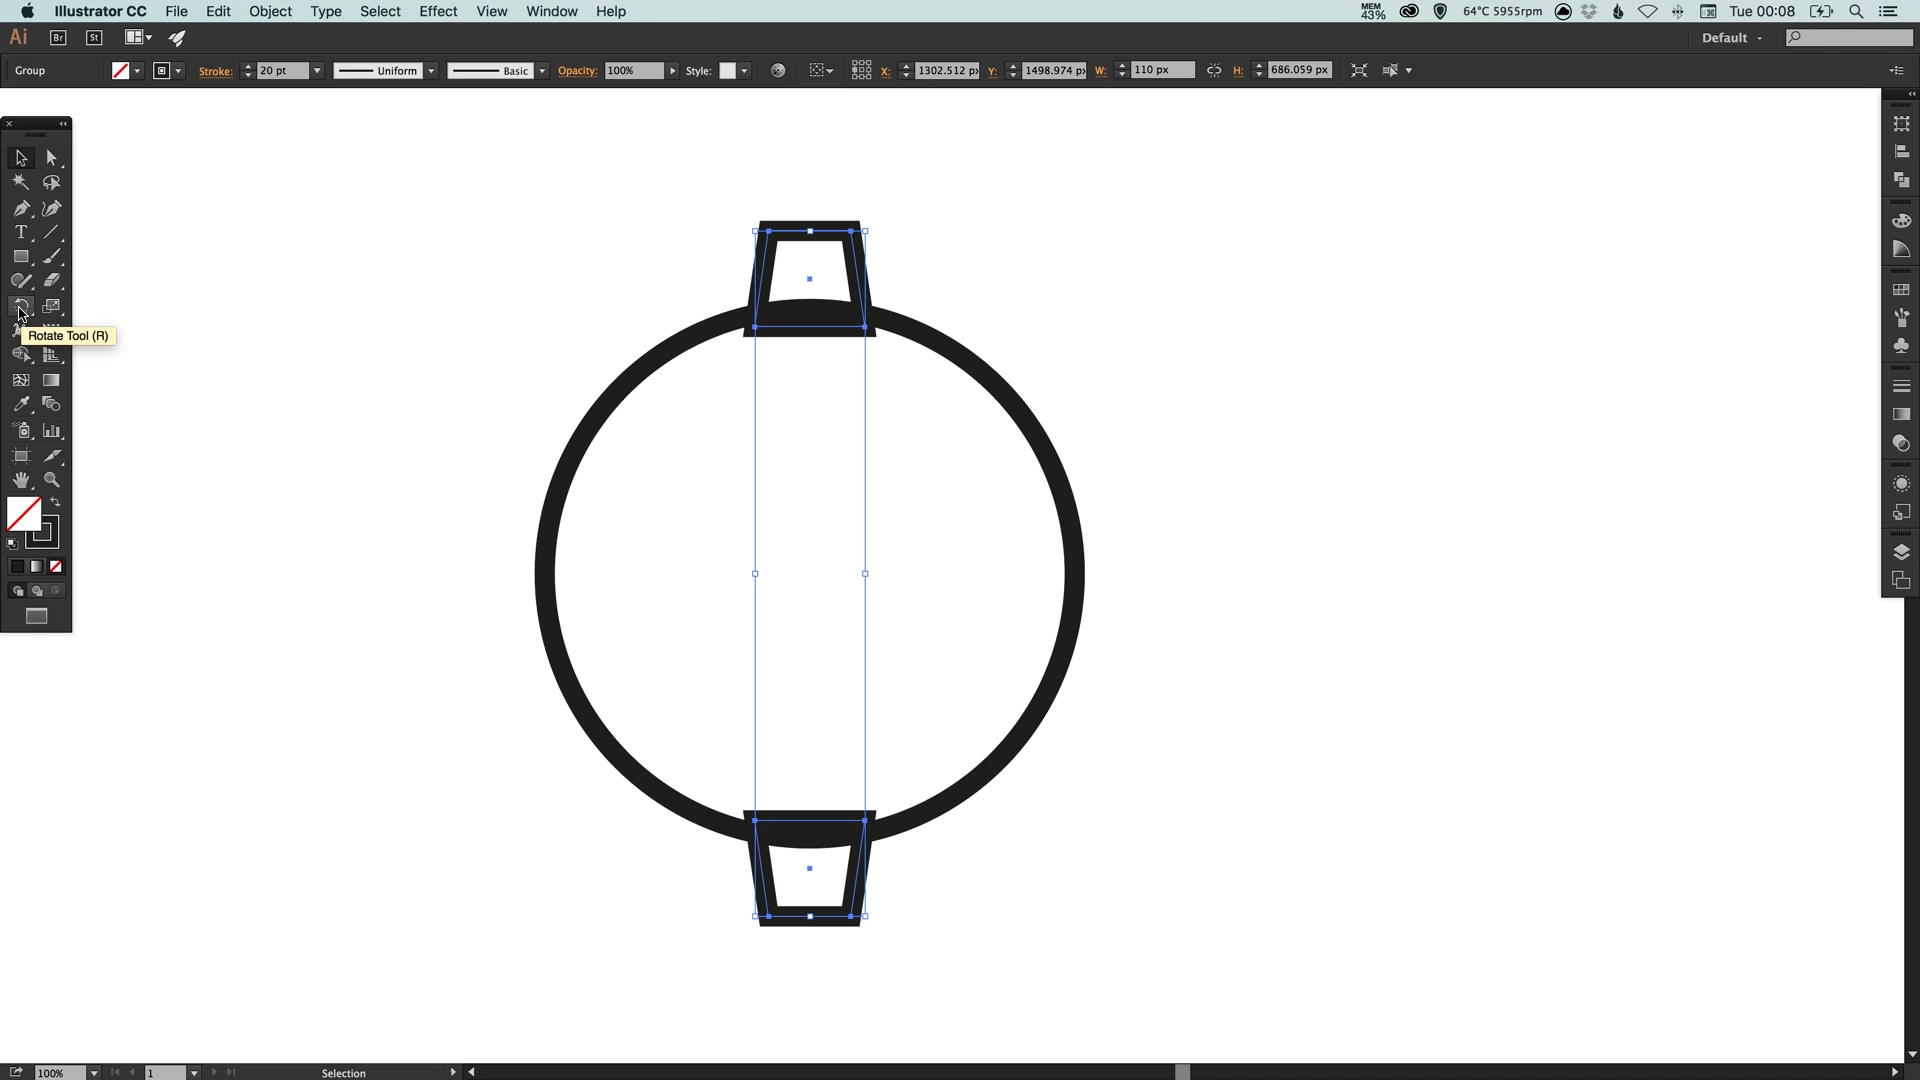 Illustrator CC File Edit Object Type Select Effect View Window Help MEM 43% 64°C 5955rpm Tue 00:08
Ai Br St Default
Group Stroke: 20 pt Uniform Basic Opacity: 100% Style: X: 1302.512 px Y: 1498.974 px W: 110 px H: 686.059 px
T
Rotate Tool (R)
100% 1 Selection